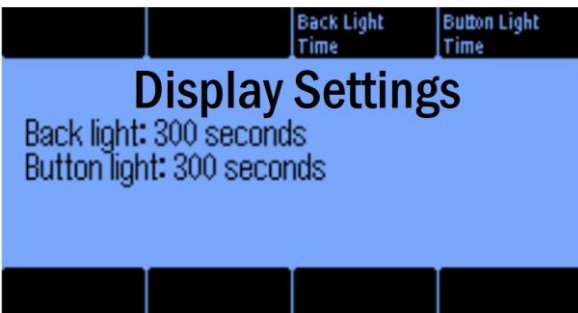 Back Light Button Light
Time Time
Display Settings
Back light: 300 seconds
Button light: 300 seconds